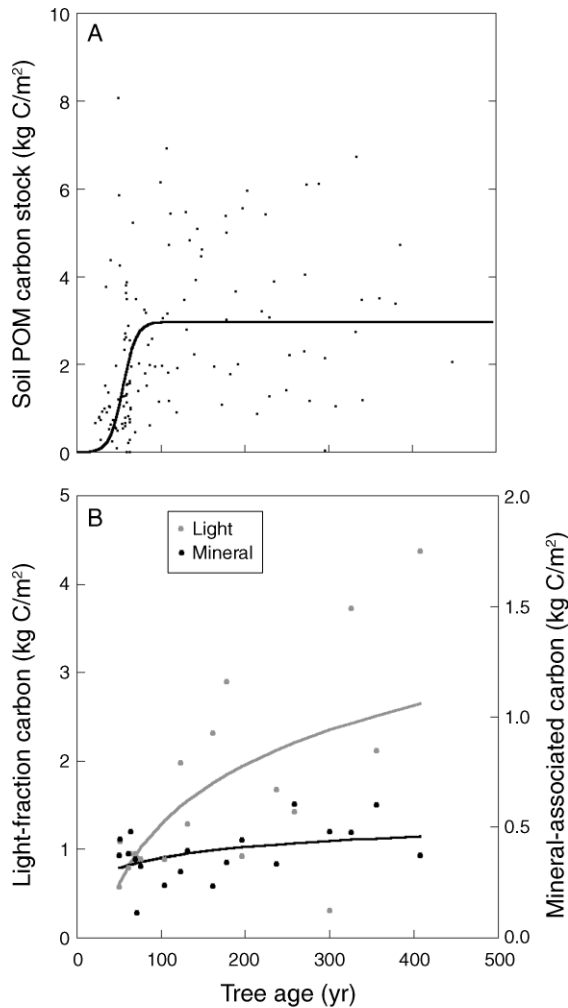 A
10
8
6
4
2
0
Soil POM carbon stock (kg C/m²)
B
Light
Mineral
5
4
3
2
1
0
Light-fraction carbon (kg C/m²)
2.0
1.5
1.0
0.5
0.0
Mineral-associated carbon (kg C/m²)
0 100 200 300 400 500
Tree age (yr)